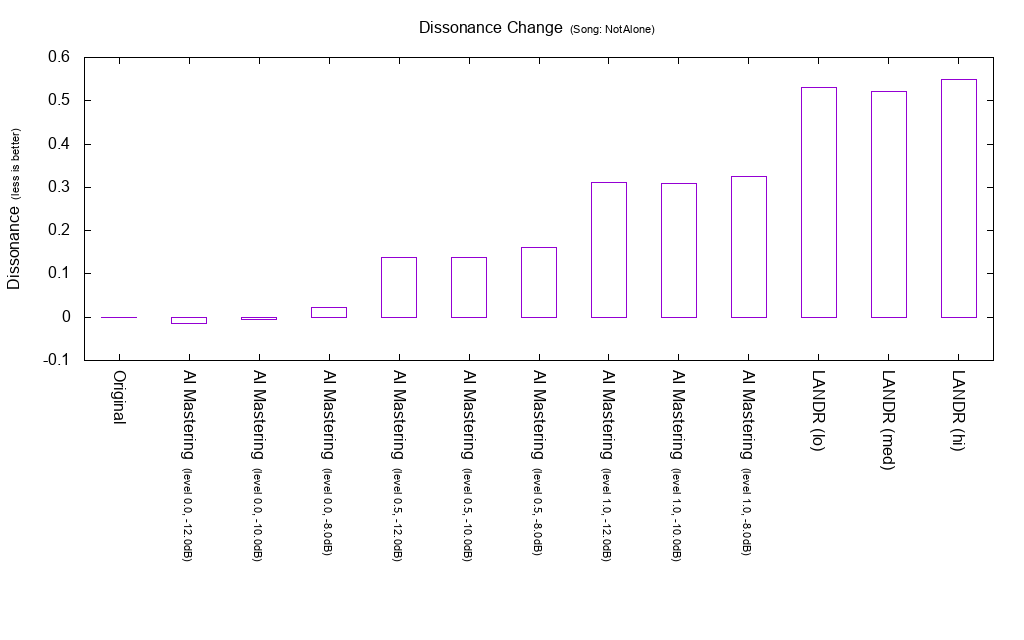 Dissonance Change (Song: NotAlone)
Dissonance (less is better)
0.6
0.5
0.4
0.3
0.2
0.1
0
-0.1
Original
AI Mastering (level 0.0, -12.0dB)
AI Mastering (level 0.0, -10.0dB)
AI Mastering (level 0.0, -8.0dB)
AI Mastering (level 0.5, -12.0dB)
AI Mastering (level 0.5, -10.0dB)
AI Mastering (level 0.5, -8.0dB)
AI Mastering (level 1.0, -12.0dB)
AI Mastering (level 1.0, -10.0dB)
AI Mastering (level 1.0, -8.0dB)
LANDR (lo)
LANDR (med)
LANDR (hi)